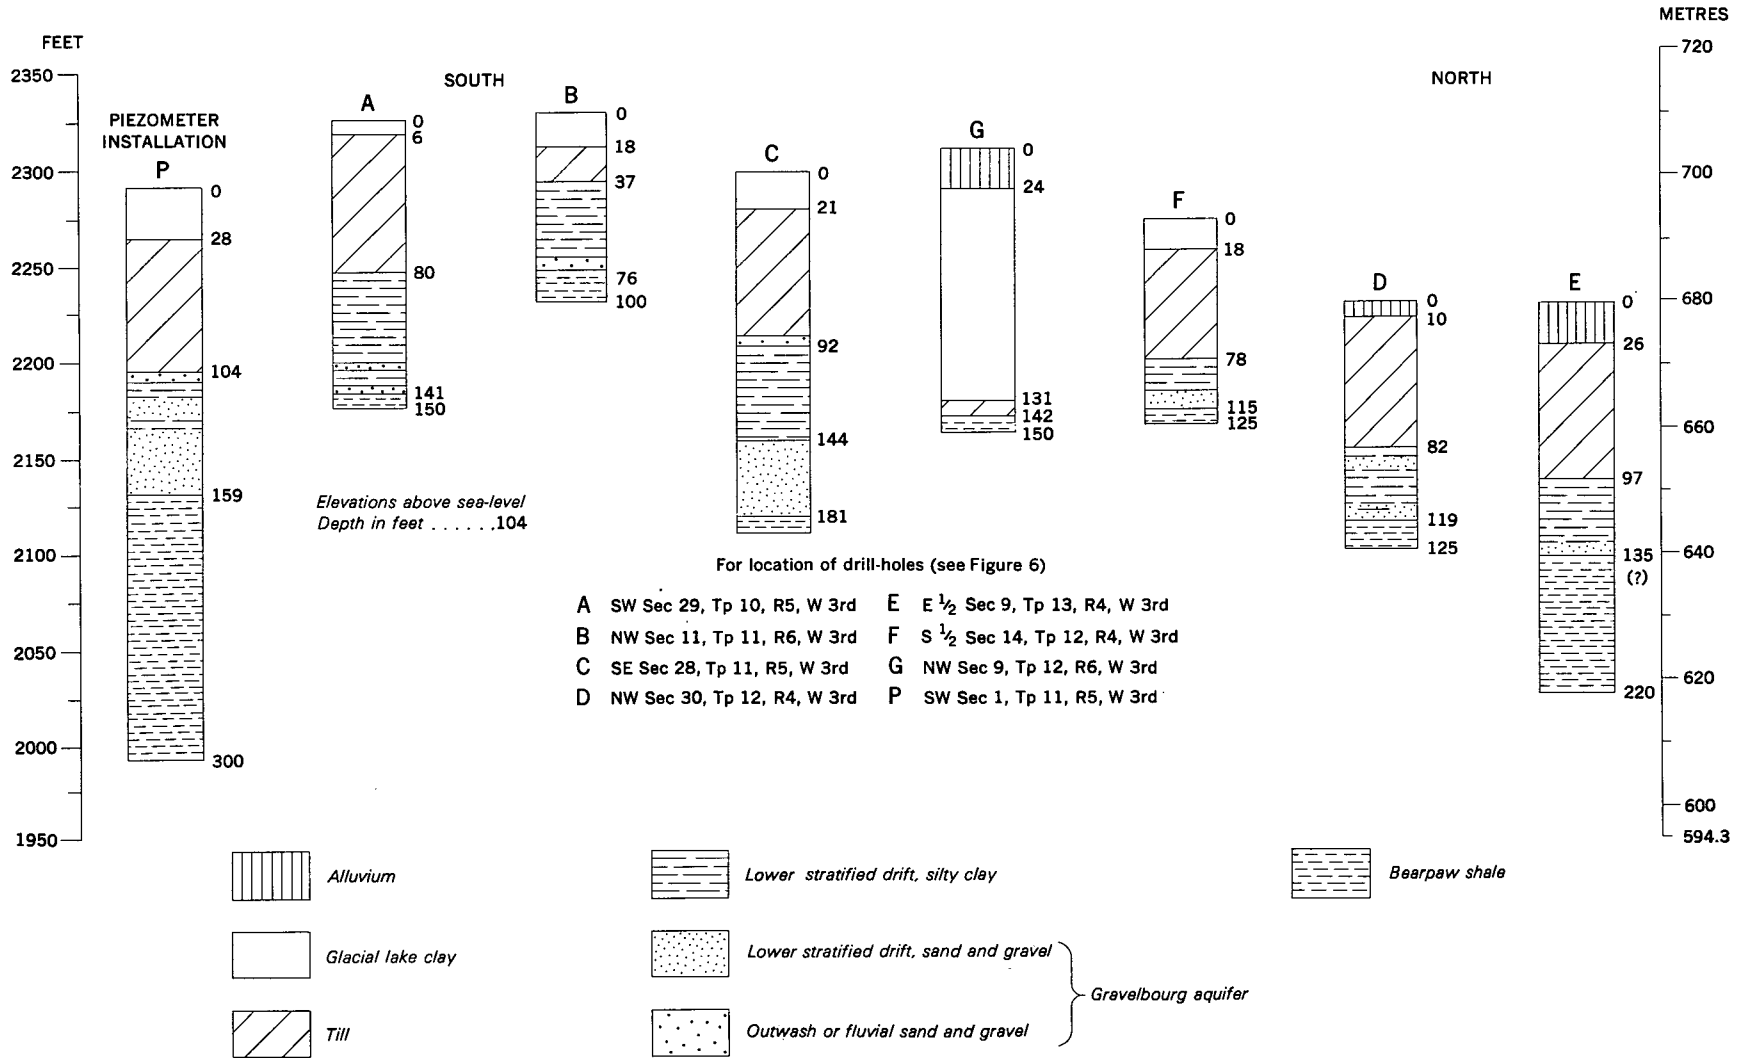 FEET
METRES
2350
2300
2250
2200
2150
2100
2050
2000
1950
720
700
680
660
640
620
600
594.3
SOUTH
NORTH
PIEZOMETER
INSTALLATION
P
0
28
104
159
300
A
0
6
80
141
150
B
0
18
37
76
100
C
0
21
92
144
181
G
0
24
131
142
150
F
0
18
78
115
125
D
0
10
82
119
125
E
0
26
97
135
(?)
220
Elevations above sea-level
Depth in feet ......104
For location of drill-holes (see Figure 6)
A SW Sec 29, Tp 10, R5, W 3rd
B NW Sec 11, Tp 11, R6, W 3rd
C SE Sec 28, Tp 11, R5, W 3rd
D NW Sec 30, Tp 12, R4, W 3rd
E E ½ Sec 9, Tp 13, R4, W 3rd
F S ½ Sec 14, Tp 12, R4, W 3rd
G NW Sec 9, Tp 12, R6, W 3rd
P SW Sec 1, Tp 11, R5, W 3rd
Alluvium
Glacial lake clay
Till
Lower stratified drift, silty clay
Lower stratified drift, sand and gravel
Outwash or fluvial sand and gravel
Gravelbourg aquifer
Bearpaw shale